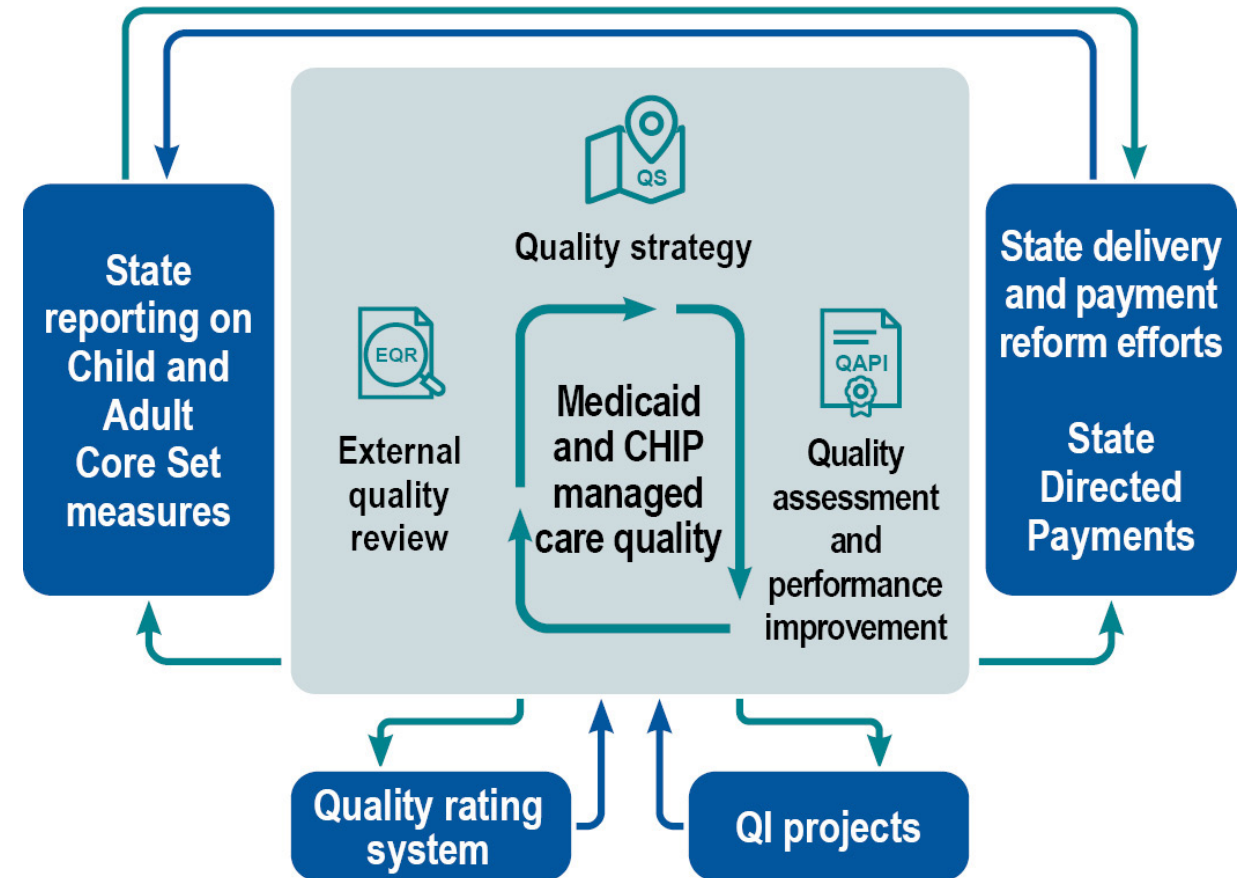 QS
Quality strategy
State
reporting on
Child and
Adult
Core Set
measures
EQR
External
quality
review
Medicaid
and CHIP
managed
care quality
QAPI
Quality
assessment
and
performance
improvement
State delivery
and payment
reform efforts
State
Directed
Payments
Quality rating
system
QI projects